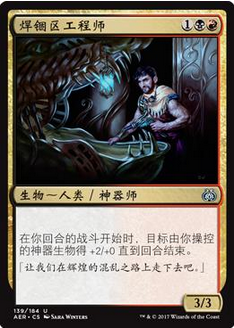 焊锢区工程师 1
生物～人类／神器师
在你回合的战斗开始时，目标由你操控
的神器生物得 +2/+0 直到回合结束。
「让我们在辉煌的混乱之路上走下去吧。」
3/3
139/184 U
AER • CS SARA WINTERS
™ & © 2017 Wizards of the Coast